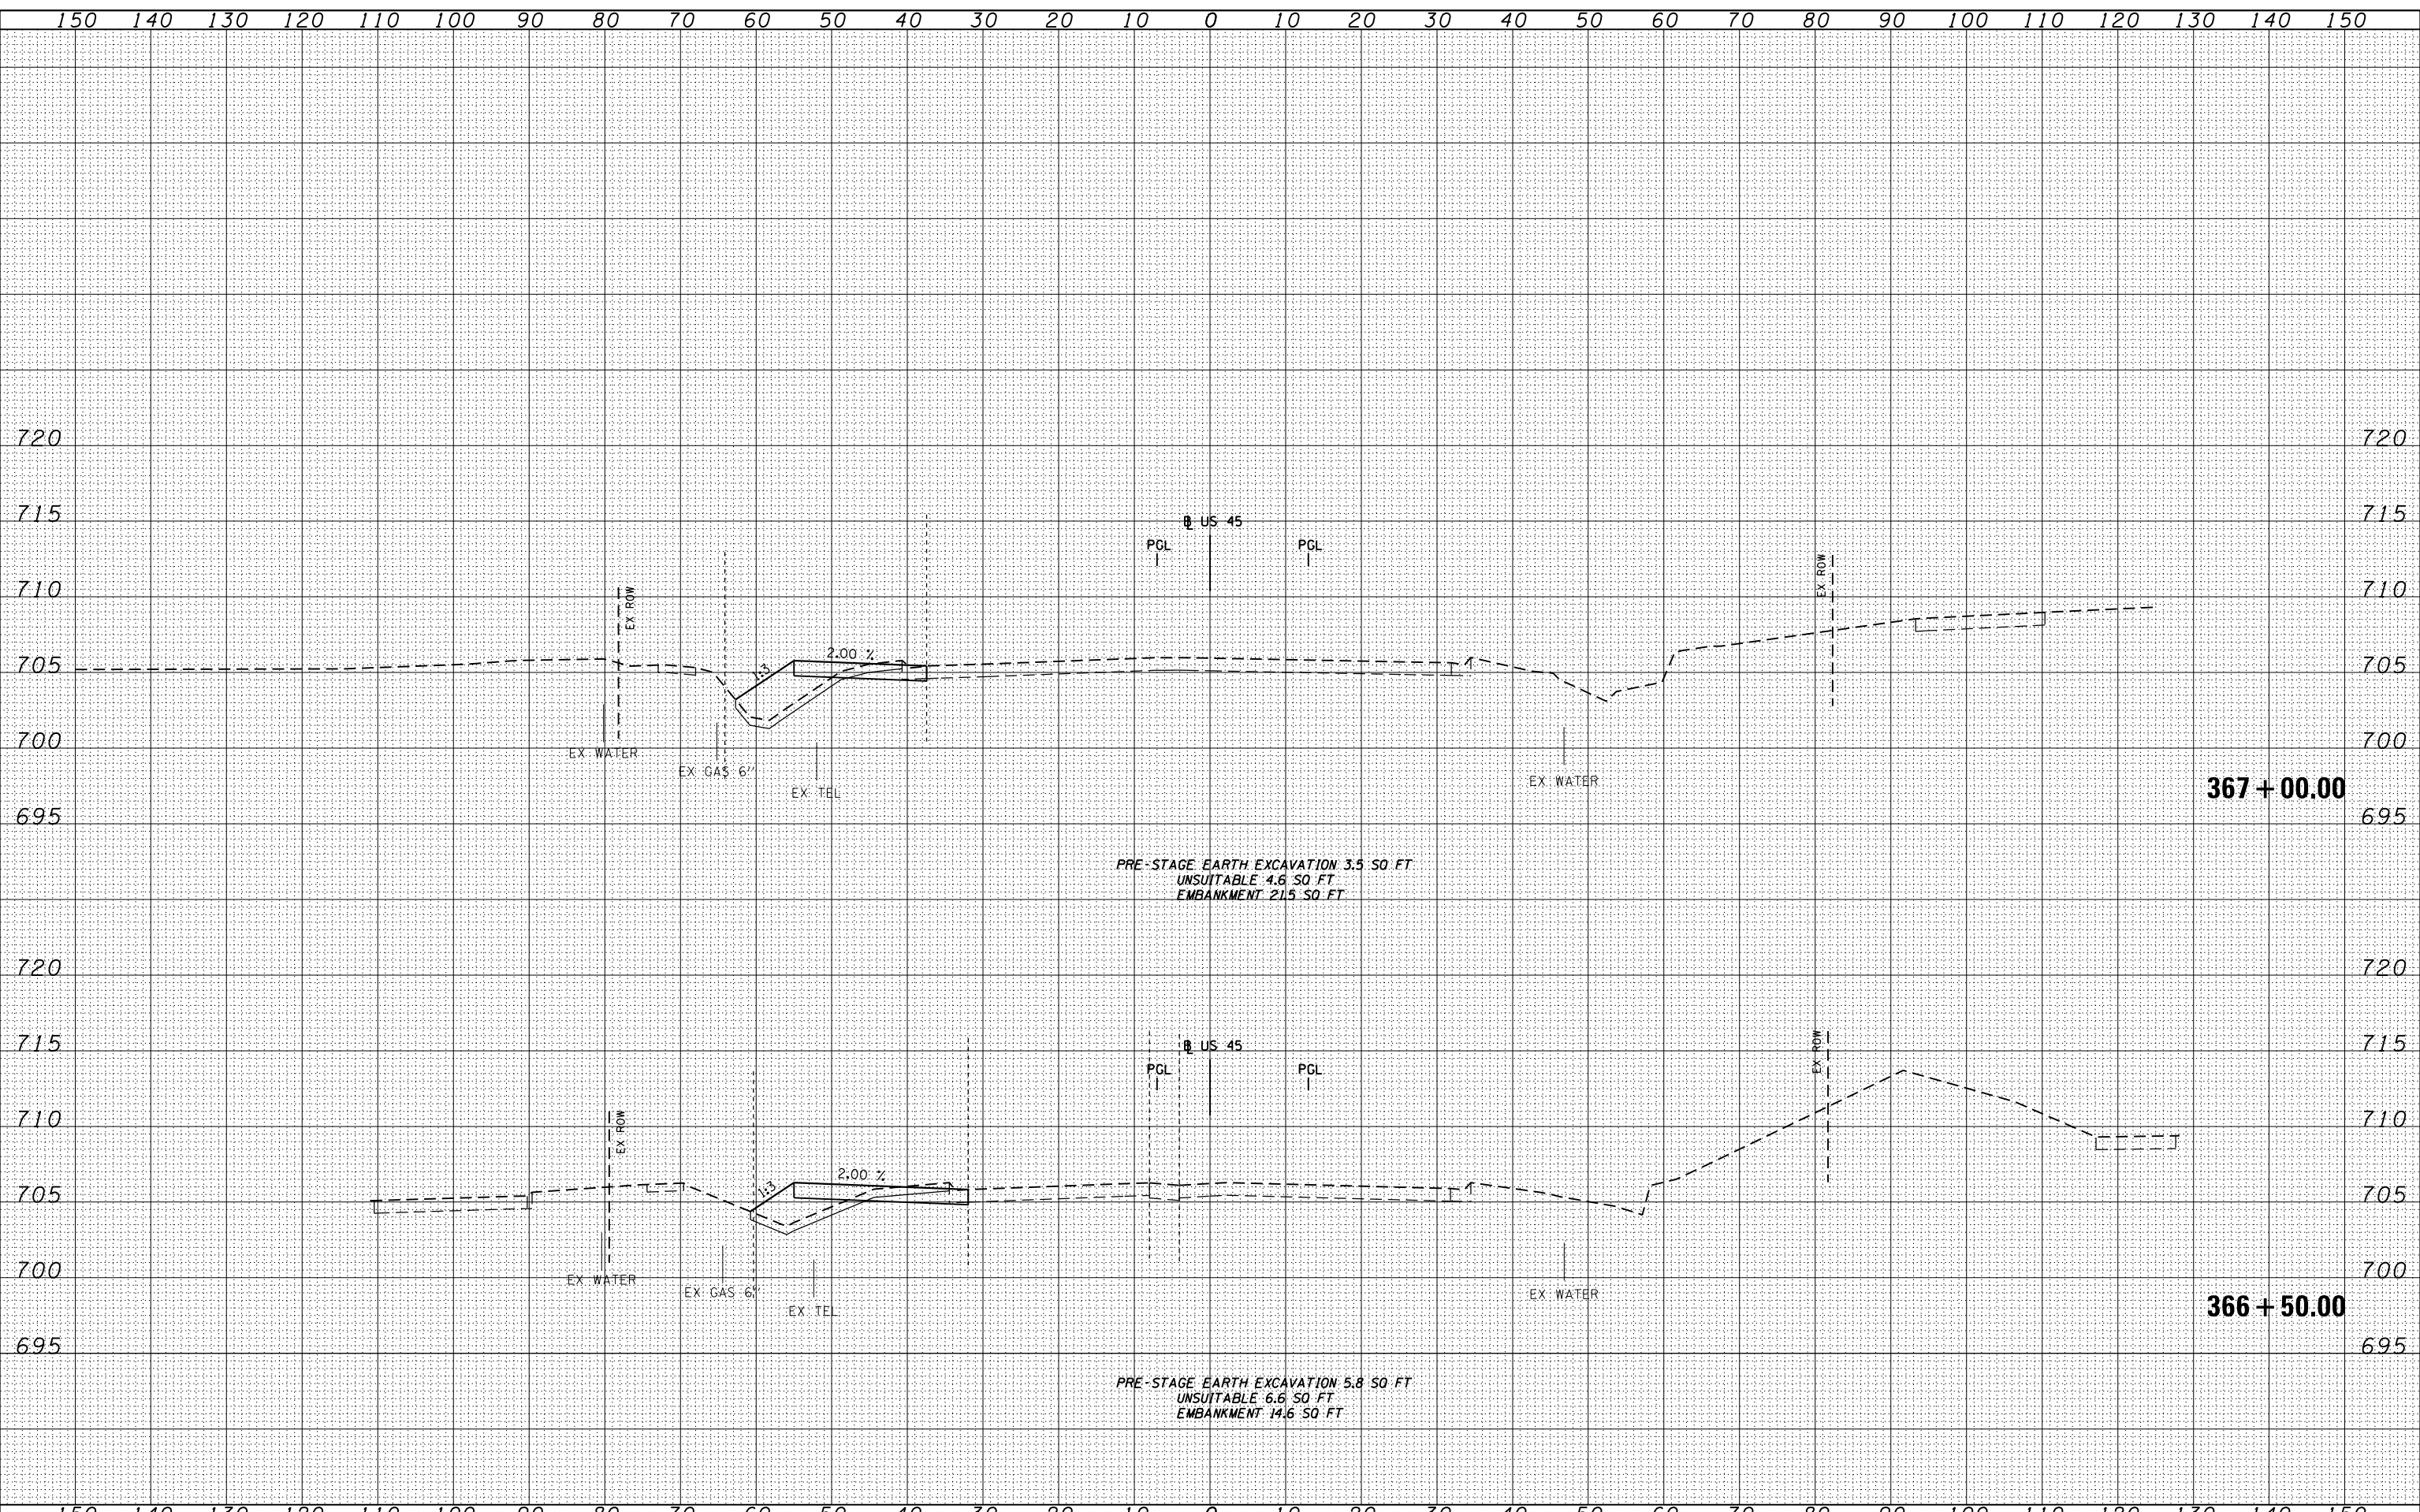 150 140 130 120 110 100 90 80 70 60 50 40 30 20 10 0 10 20 30 40 50 60 70 80 90 100 110 120 130 140 150
720 720
715 715
BL US 45
PGL PGL
710 710
EX ROW EX ROW
705 705
1:3 2.00 %
700 700
EX WATER
EX GAS 6"
EX TEL
EX WATER
367+00.00
695 695
PRE-STAGE EARTH EXCAVATION 3.5 SQ FT
UNSUITABLE 4.6 SQ FT
EMBANKMENT 21.5 SQ FT
720 720
715 715
BL US 45
EX ROW
PGL PGL
710 710
EX ROW
705 705
1:3 2.00 %
700 700
EX WATER
EX GAS 6"
EX TEL
EX WATER
366+50.00
695 695
PRE-STAGE EARTH EXCAVATION 5.8 SQ FT
UNSUITABLE 6.6 SQ FT
EMBANKMENT 14.6 SQ FT
150 140 130 120 110 100 90 80 70 60 50 40 30 20 10 0 10 20 30 40 50 60 70 80 90 100 110 120 130 140 150